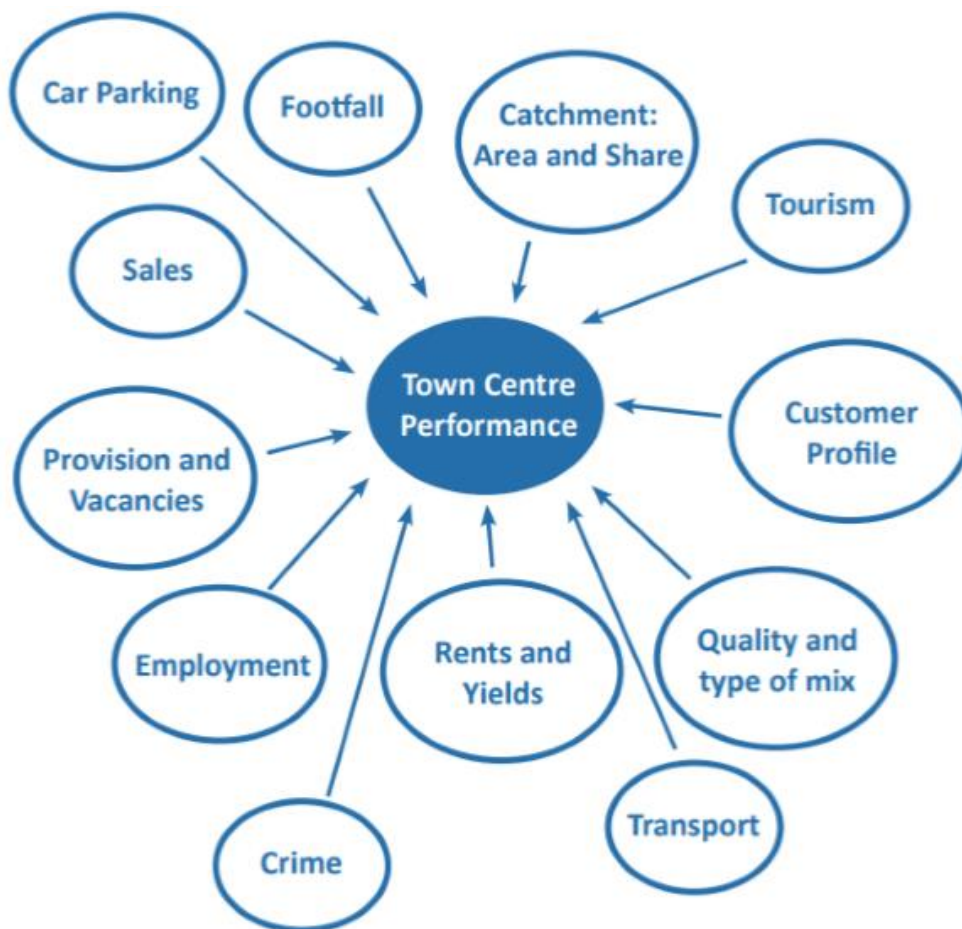 Car Parking
Footfall
Catchment:
Area and Share
Tourism
Sales
Town Centre
Performance
Customer
Profile
Provision and
Vacancies
Employment
Rents and
Yields
Quality and
type of mix
Transport
Crime